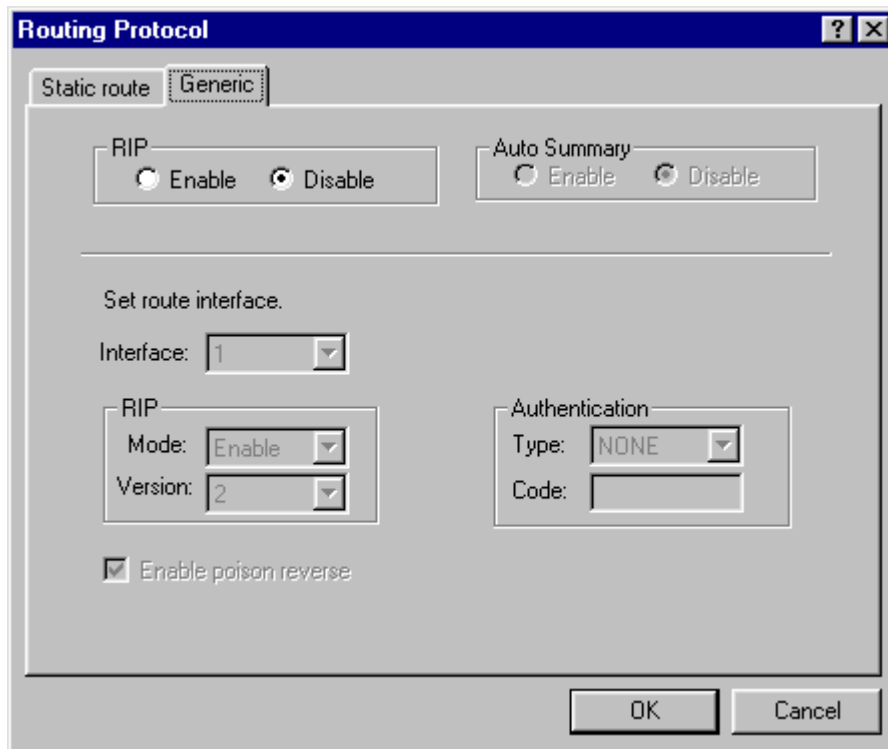 Routing Protocol
Static route Generic
RIP
Enable Disable
Auto Summary
Enable Disable
Set route interface.
Interface: 1
RIP
Mode: Enable
Version: 2
Authentication
Type: NONE
Code:
Enable poison reverse
OK Cancel